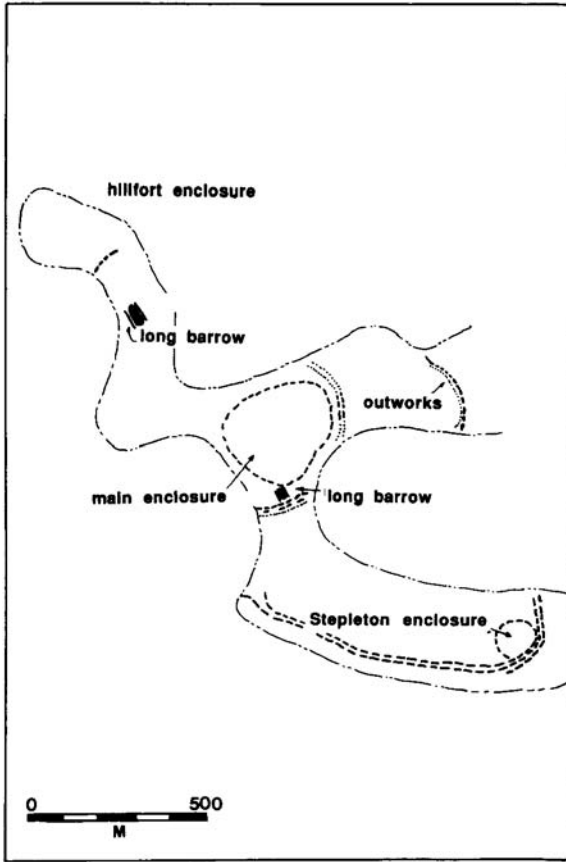 hillfort enclosure
long barrow
outworks
main enclosure
long barrow
Stepleton enclosure
0 500
M